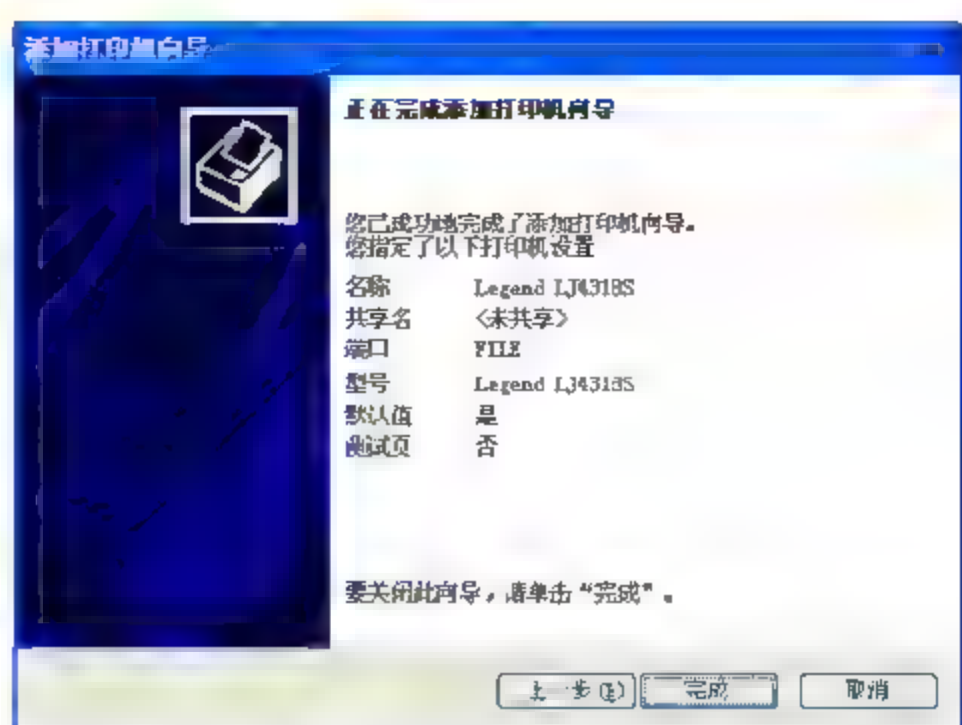 添加打印机向导
正在完成添加打印机向导
您已成功地完成了添加打印机向导。
您指定了以下打印机设置
名称 Legend LJ4318S
共享名 <未共享>
端口 FILE
型号 Legend LJ4318S
默认值 是
测试页 否
要关闭此向导，请单击“完成”。
上一步(B) 完成 取消